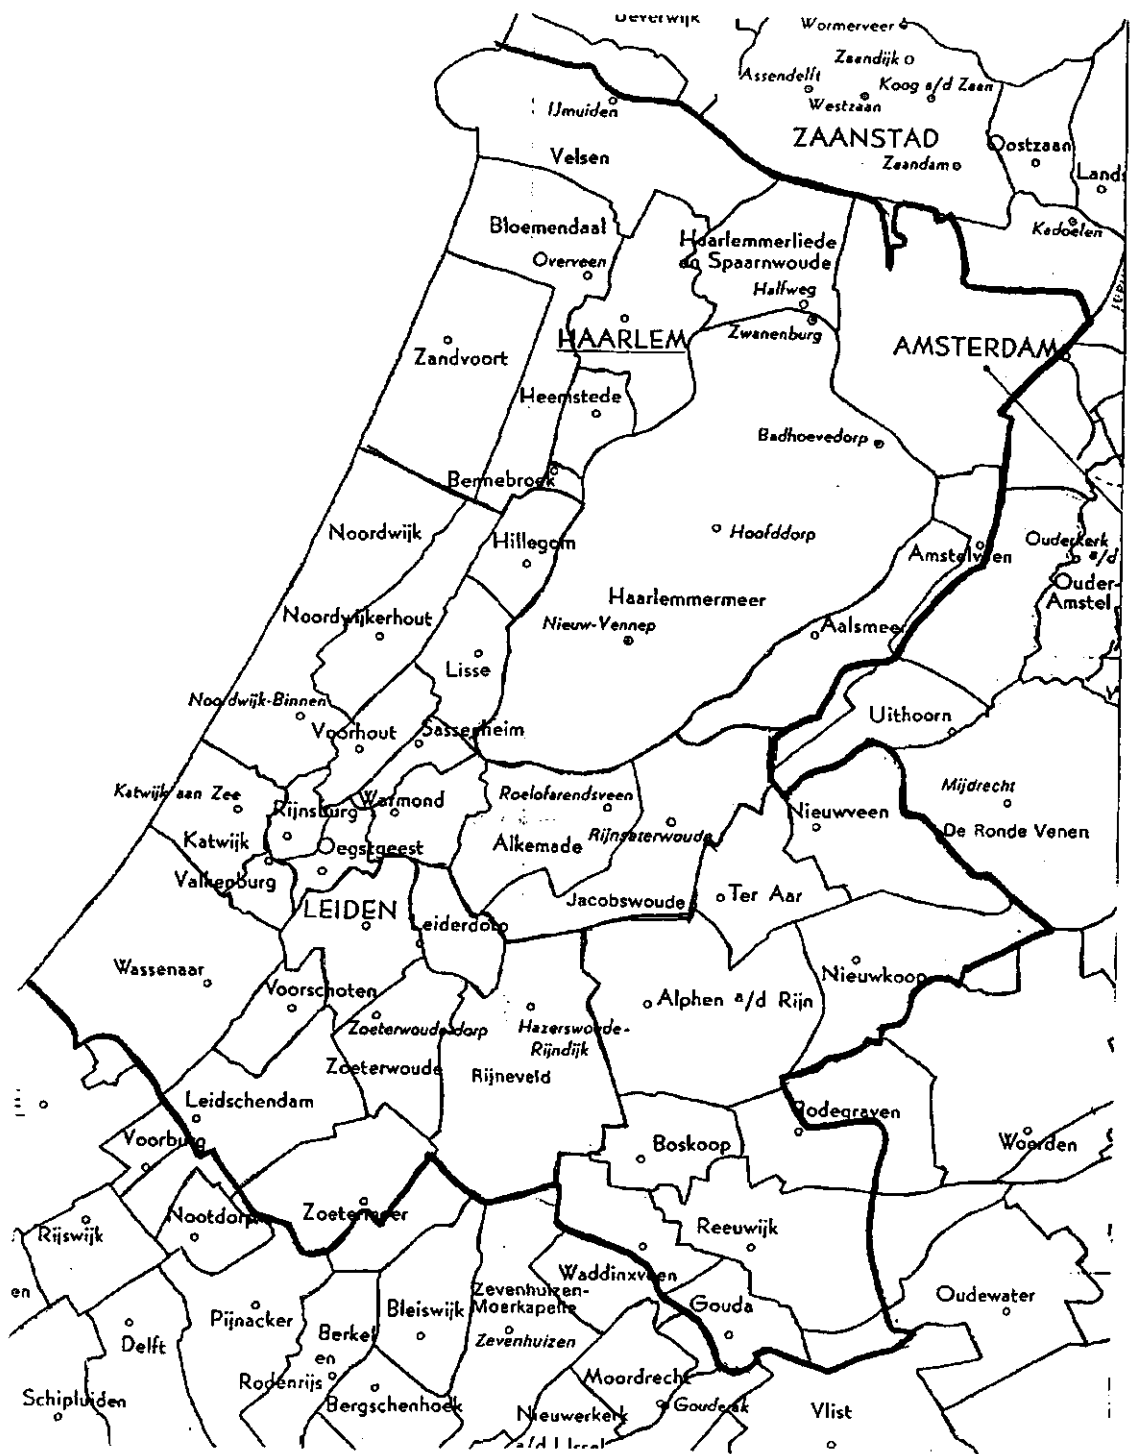 Beverwijk
Wormerveer
Zaandijk
Assendelft
Koog a/d Zaan
Westzaan
IJmuiden
ZAANSTAD
Oostzaan
Velsen
Zaandam
Lands
Bloemendaal
Haarlemmerliede
en Spaarnwoude
Kadoelen
Overveen
Halfweg
Zwanenburg
HAARLEM
AMSTERDAM
Zandvoort
Heemstede
Badhoevedorp
Bennebroek
Noordwijk
Hillegom
Hoofddorp
Amstelveen
Ouderkerk
a/d
Ouder-
Amstel
Haarlemmermeer
Noordwijkerhout
Nieuw-Vennep
Aalsmeer
Lisse
Noordwijk-Binnen
Voorhout
Sassenheim
Uithoorn
Katwijk aan Zee
Rijnsburg
Warmond
Roelofarendsveen
Mijdrecht
Nieuwveen
De Ronde Venen
Katwijk
Oegstgeest
Alkemade
Rijnsaterwoude
Valkenburg
LEIDEN
Leiderdorp
Jacobswoude
Ter Aar
Wassenaar
Voorschoten
Nieuwkoop
Alphen a/d Rijn
Zoeterwoude-dorp
Hazerswoude-
Rijndijk
Zoeterwoude
Rijneveld
Leidschendam
Bodegraven
Voorburg
Boskoop
Woerden
Rijswijk
Nootdorp
Zoetermeer
Reeuwijk
Waddinxveen
en
Zevenhuizen-
Moerkapelle
Oudewater
Pijnacker
Bleiswijk
Gouda
Delft
Berkel
en
Rodenrijs
Zevenhuizen
Schipluiden
Bergschenhoek
Moordrecht
Gouderak
Nieuwerkerk
a/d IJssel
Vlist